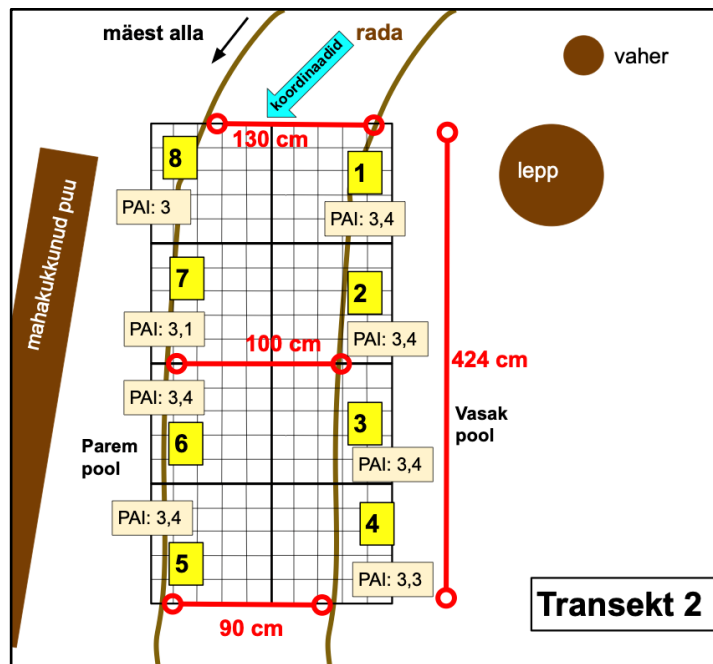 mäest alla
rada
koordinaadid
vaher
130 cm
8
1
lepp
PAI: 3
PAI: 3,4
mahakukkunud puu
7
2
PAI: 3,1
100 cm
PAI: 3,4
424 cm
PAI: 3,4
3
Vasak
pool
Parem
pool
6
PAI: 3,4
PAI: 3,4
4
5
PAI: 3,3
Transekt 2
90 cm